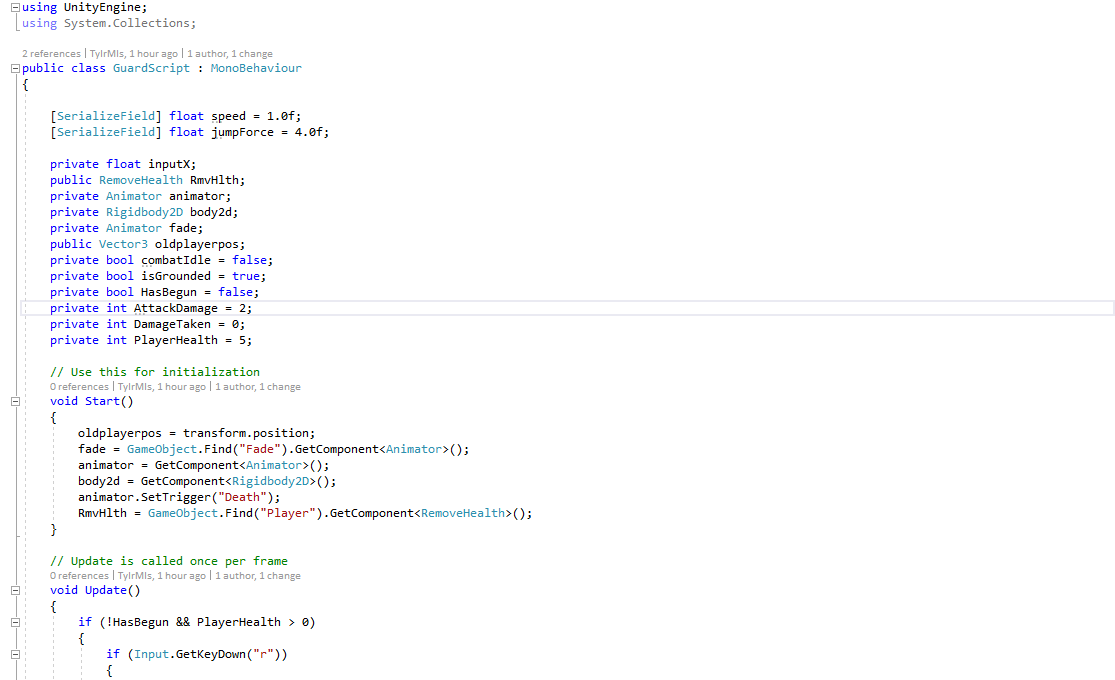 using UnityEngine;
using System.Collections;
2 references | TylrMls, 1 hour ago | 1 author, 1 change
public class GuardScript : MonoBehaviour
{
[SerializeField] float speed = 1.0f;
[SerializeField] float jumpForce = 4.0f;
private float inputX;
public RemoveHealth RmvHlth;
private Animator animator;
private Rigidbody2D body2d;
private Animator fade;
public Vector3 oldplayerpos;
private bool combatIdle = false;
private bool isGrounded = true;
private bool HasBegun = false;
private int AttackDamage = 2;
private int DamageTaken = 0;
private int PlayerHealth = 5;
// Use this for initialization
0 references | TylrMls, 1 hour ago | 1 author, 1 change
void Start()
{
oldplayerpos = transform.position;
fade = GameObject.Find("Fade").GetComponent<Animator>();
animator = GetComponent<Animator>();
body2d = GetComponent<Rigidbody2D>();
animator.SetTrigger("Death");
RmvHlth = GameObject.Find("Player").GetComponent<RemoveHealth>();
}
// Update is called once per frame
0 references | TylrMls, 1 hour ago | 1 author, 1 change
void Update()
{
if (!HasBegun && PlayerHealth > 0)
{
if (Input.GetKeyDown("r"))
{